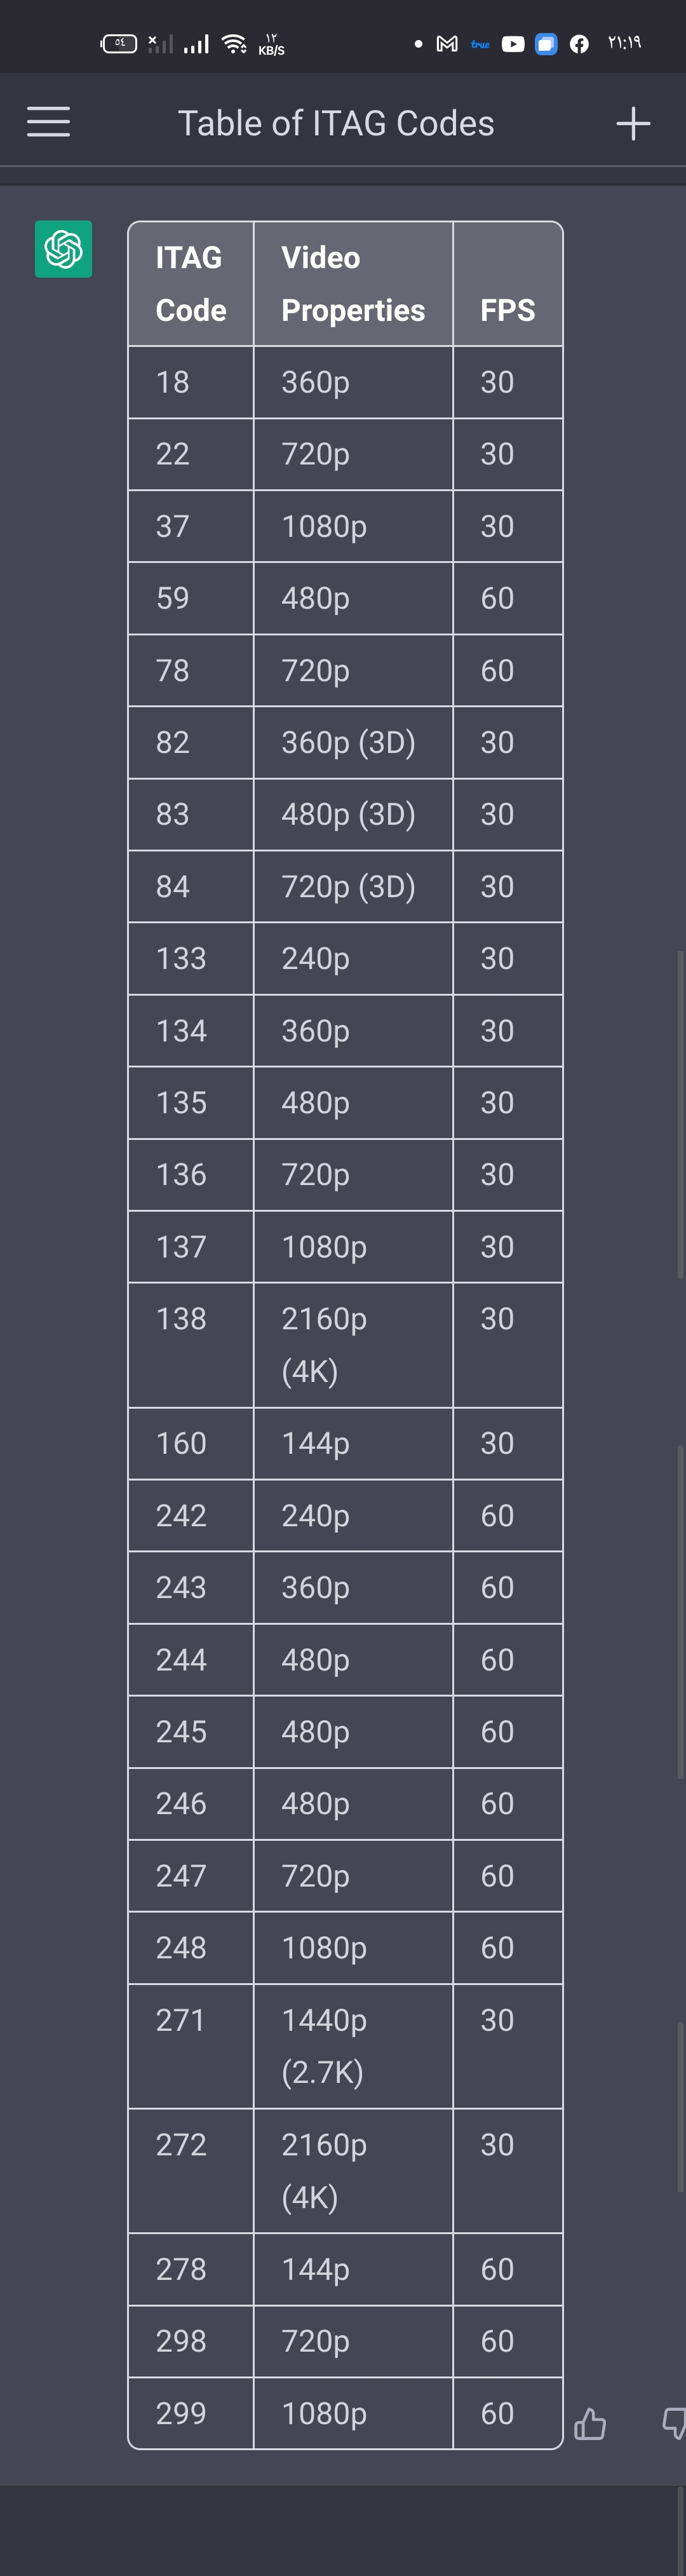 ٥٤
١٢
KB/S
true
٢١:١٩
Table of ITAG Codes
ITAG Code Video Properties FPS
18 360p 30
22 720p 30
37 1080p 30
59 480p 60
78 720p 60
82 360p (3D) 30
83 480p (3D) 30
84 720p (3D) 30
133 240p 30
134 360p 30
135 480p 30
136 720p 30
137 1080p 30
138 2160p (4K) 30
160 144p 30
242 240p 60
243 360p 60
244 480p 60
245 480p 60
246 480p 60
247 720p 60
248 1080p 60
271 1440p (2.7K) 30
272 2160p (4K) 30
278 144p 60
298 720p 60
299 1080p 60